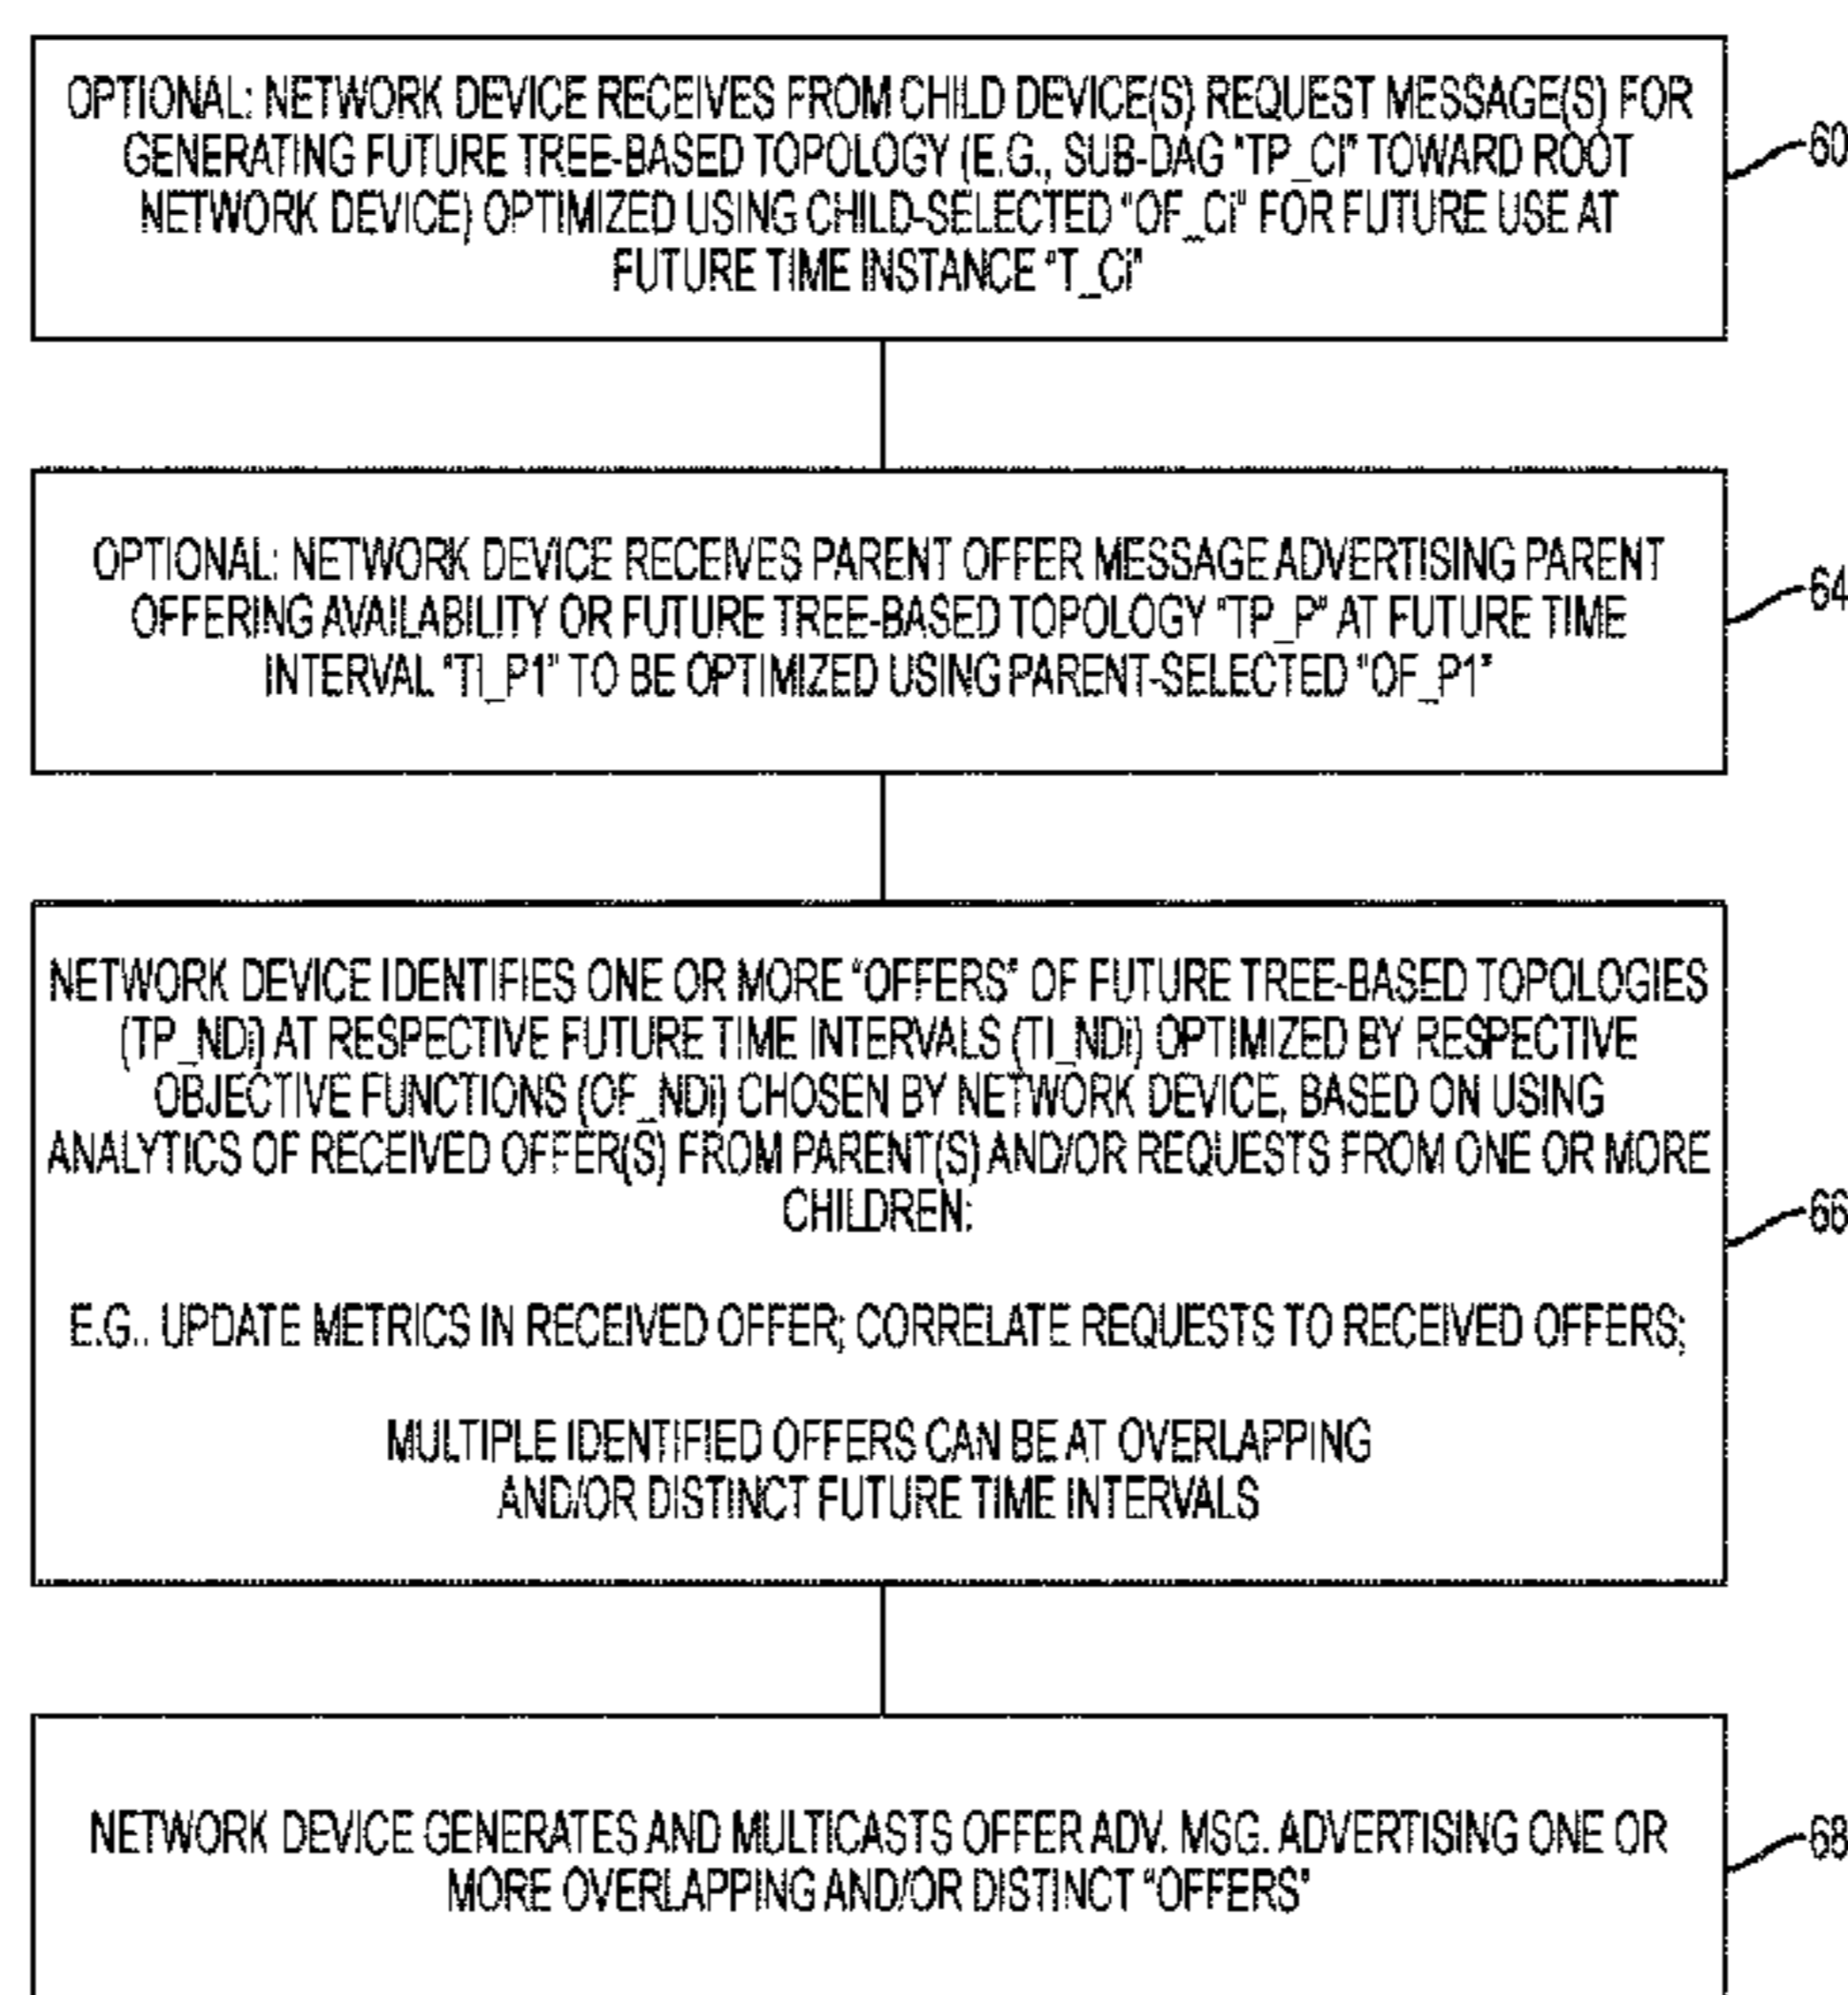 OPTIONAL: NETWORK DEVICE RECEIVES FROM CHILD DEVICE(S) REQUEST MESSAGE(S) FOR
GENERATING FUTURE TREE-BASED TOPOLOGY (E.G., SUB-DAG "TP_Ci" TOWARD ROOT
NETWORK DEVICE) OPTIMIZED USING CHILD-SELECTED "OF_Ci" FOR FUTURE USE AT
FUTURE TIME INSTANCE "T_Ci"
60
OPTIONAL: NETWORK DEVICE RECEIVES PARENT OFFER MESSAGE ADVERTISING PARENT
OFFERING AVAILABILITY OR FUTURE TREE-BASED TOPOLOGY "TP_P" AT FUTURE TIME
INTERVAL "TI_P1" TO BE OPTIMIZED USING PARENT-SELECTED "OF_P1"
64
NETWORK DEVICE IDENTIFIES ONE OR MORE "OFFERS" OF FUTURE TREE-BASED TOPOLOGIES
(TP_NDi) AT RESPECTIVE FUTURE TIME INTERVALS (TI_NDi) OPTIMIZED BY RESPECTIVE
OBJECTIVE FUNCTIONS (OF_NDi) CHOSEN BY NETWORK DEVICE, BASED ON USING
ANALYTICS OF RECEIVED OFFER(S) FROM PARENT(S) AND/OR REQUESTS FROM ONE OR MORE
CHILDREN:
E.G.. UPDATE METRICS IN RECEIVED OFFER; CORRELATE REQUESTS TO RECEIVED OFFERS;
MULTIPLE IDENTIFIED OFFERS CAN BE AT OVERLAPPING
AND/OR DISTINCT FUTURE TIME INTERVALS
66
NETWORK DEVICE GENERATES AND MULTICASTS OFFER ADV. MSG. ADVERTISING ONE OR
MORE OVERLAPPING AND/OR DISTINCT "OFFERS"
68